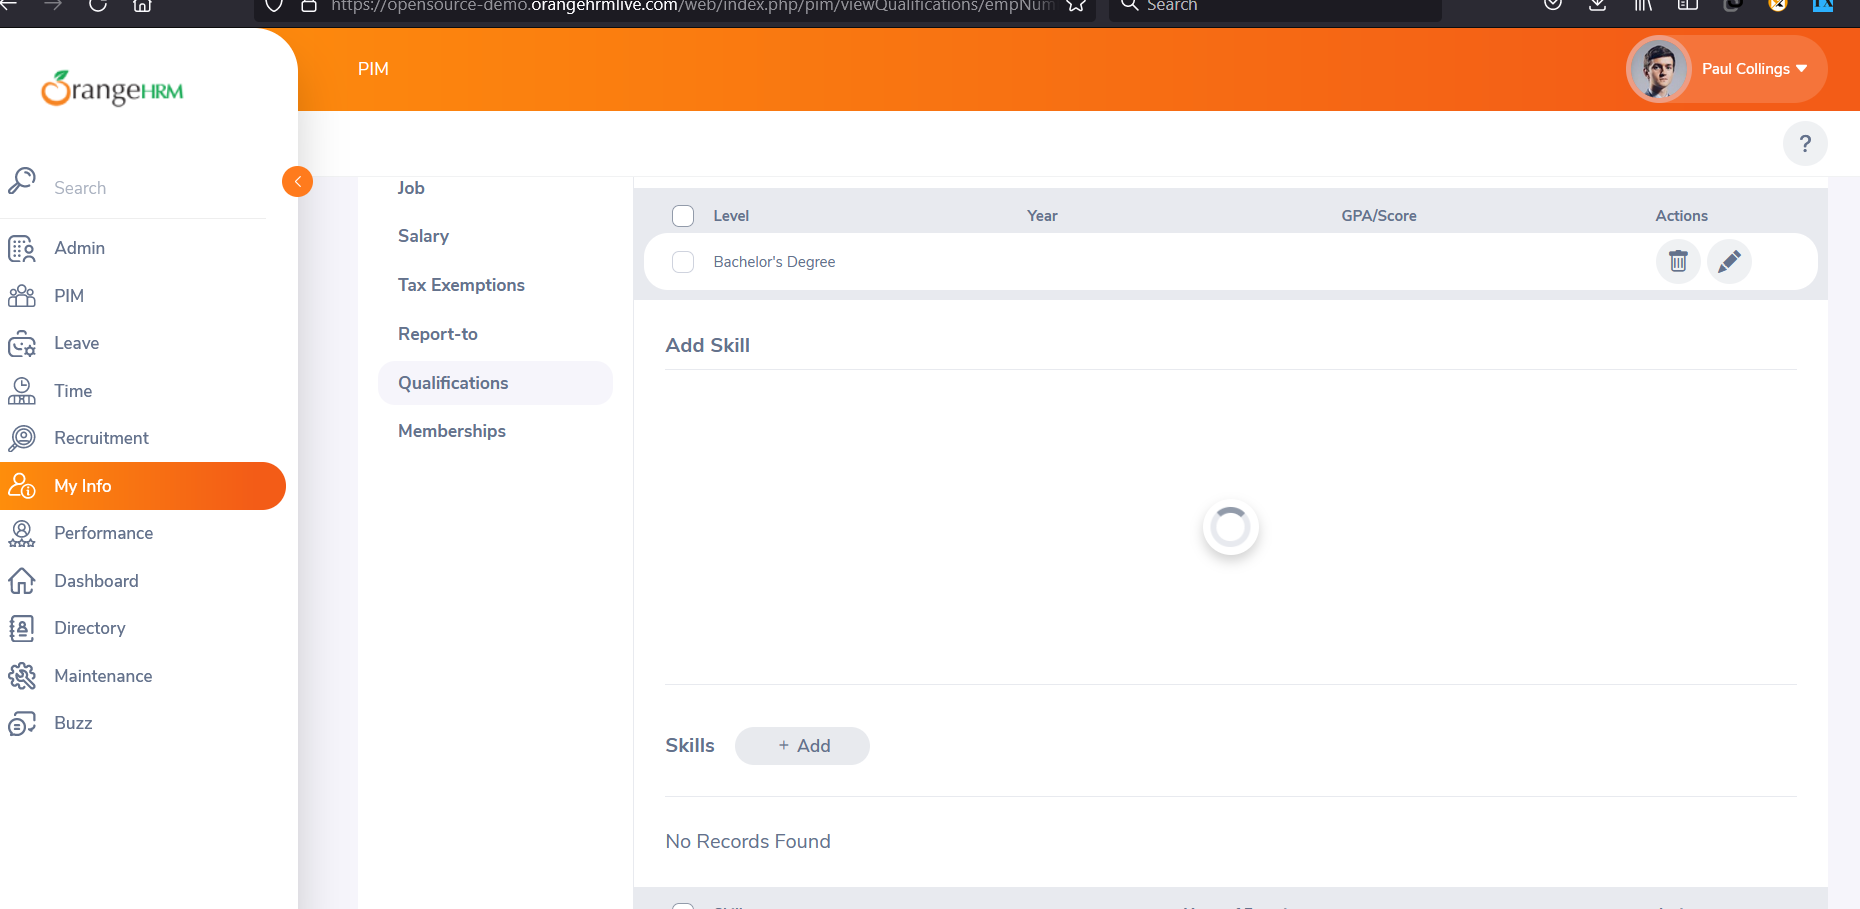 https://opensource-demo.orangehrmlive.com/web/index.php/pim/viewQualifications/empNum
Search
OrangeHRM
PIM
Paul Collings
?
Search
Admin
PIM
Leave
Time
Recruitment
My Info
Performance
Dashboard
Directory
Maintenance
Buzz
Job
Salary
Tax Exemptions
Report-to
Qualifications
Memberships
Level Year GPA/Score Actions
Bachelor's Degree
Add Skill
Skills + Add
No Records Found